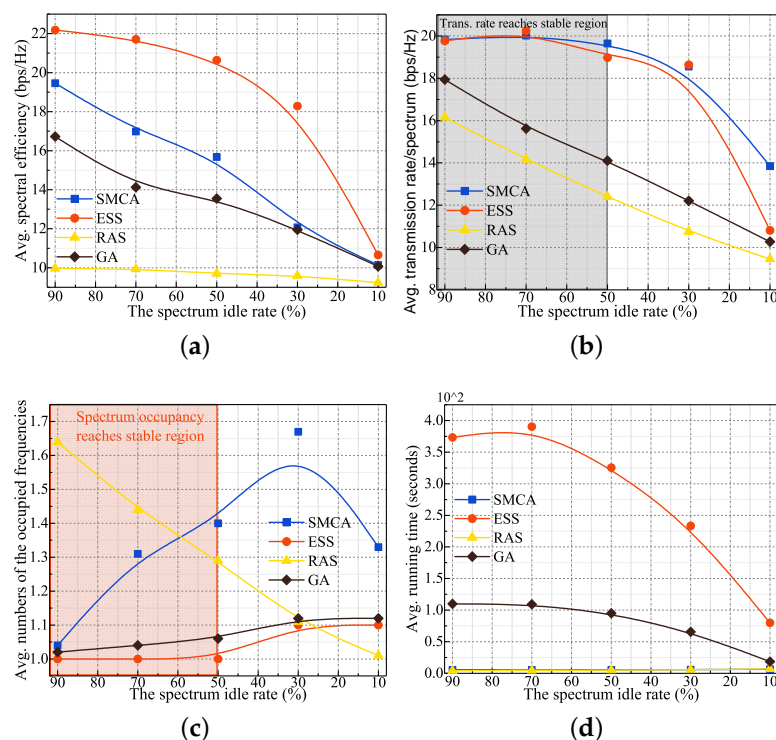 22
20
18
16
14
12
10
Avg. spectral efficiency (bps/Hz)
SMCA
ESS
RAS
GA
90 80 70 60 50 40 30 20 10
The spectrum idle rate (%)
(a)
Trans. rate reaches stable region
22
20
18
16
14
12
10
8
Avg. transmission rate/spectrum (bps/Hz)
SMCA
ESS
RAS
GA
90 80 70 60 50 40 30 20 10
The spectrum idle rate (%)
(b)
1.7
1.6
1.5
1.4
1.3
1.2
1.1
1.0
Avg. numbers of the occupied frequencies
Spectrum occupancy
reaches stable region
SMCA
ESS
RAS
GA
90 80 70 60 50 40 30 20 10
The spectrum idle rate (%)
(c)
10^2
4.0
3.5
3.0
2.5
2.0
1.5
1.0
0.5
0.0
Avg. running time (seconds)
SMCA
ESS
RAS
GA
90 80 70 60 50 40 30 20 10
The spectrum idle rate (%)
(d)